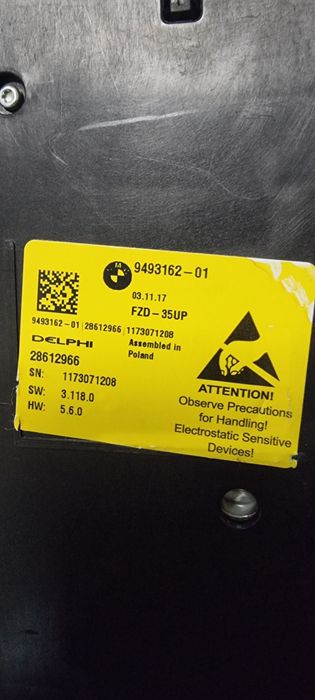 BMW
9493162-01
03.11.17
FZD-35UP
9493162-01|28612966|1173071208
DELPHI
Assembled in
Poland
28612966
SN: 1173071208
SW: 3.118.0
HW: 5.6.0
ATTENTION!
Observe Precautions
for Handling!
Electrostatic Sensitive
Devices!